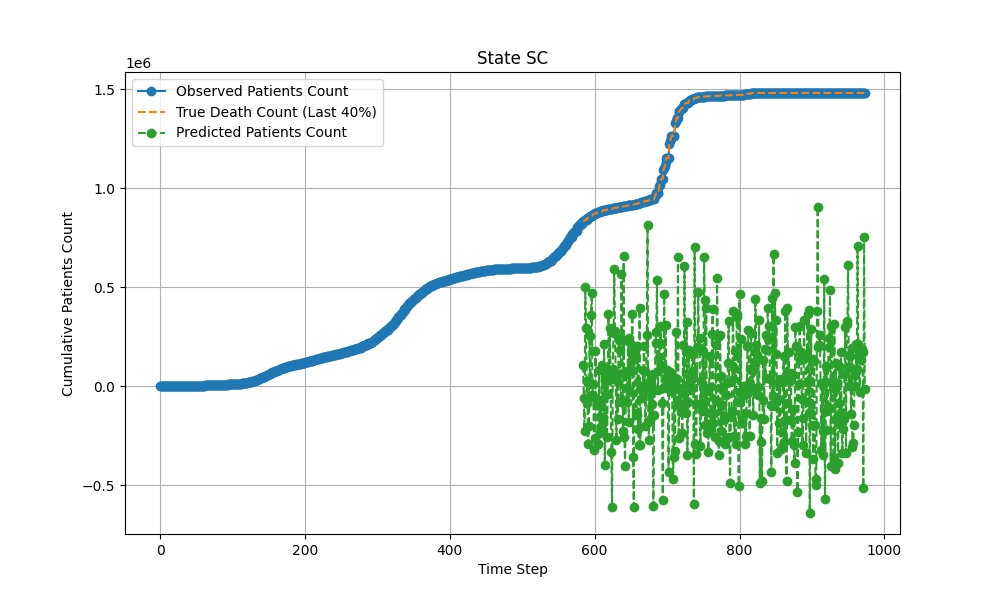 State SC
1e6
Observed Patients Count
True Death Count (Last 40%)
Predicted Patients Count
1.5
1.0
0.5
0.0
−0.5
Cumulative Patients Count
0 200 400 600 800 1000
Time Step